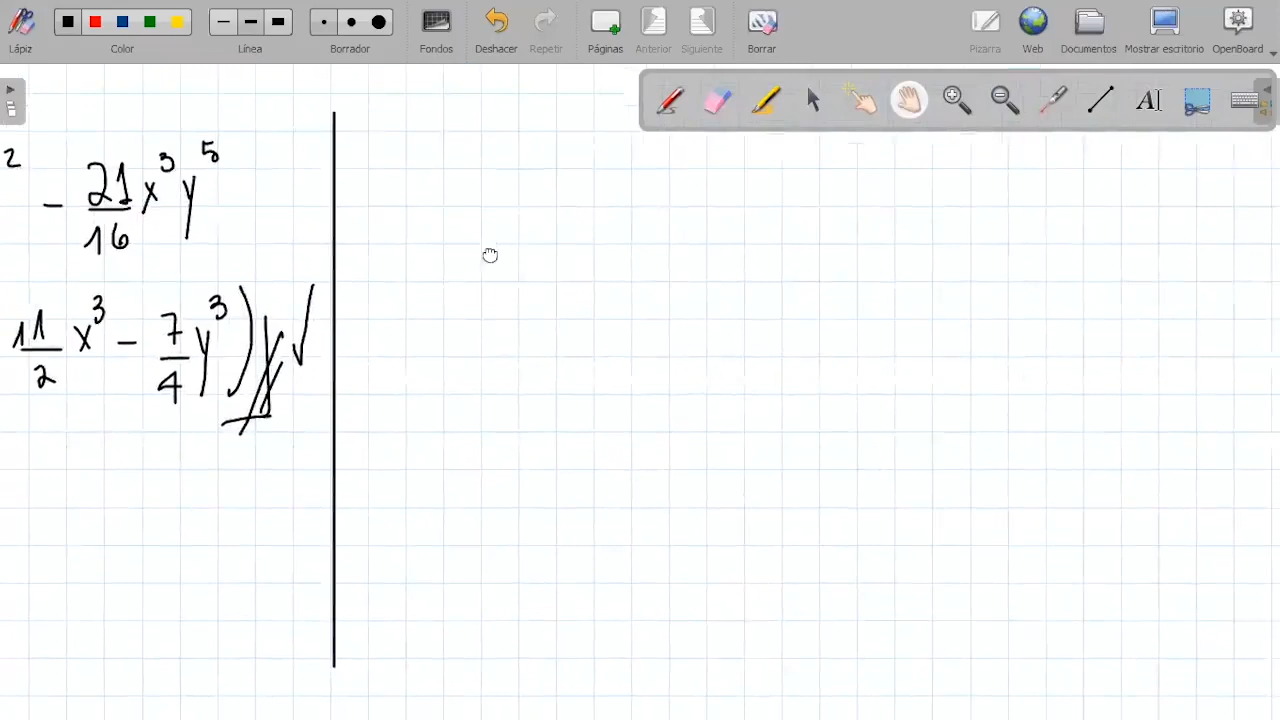 Lápiz Color Línea Borrador Fondos Deshacer Repetir Páginas Anterior Siguiente Borrar Pizarra Web Documentos Mostrar escritorio OpenBoard
2
- 21/16 x³ y⁵
11/2 x³ - 7/4 y³) ✓